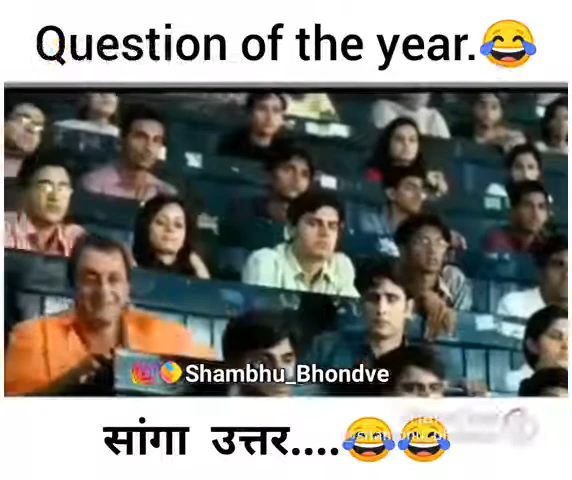 Question of the year.😂
Shambhu_Bhondve
सांगा उत्तर....😂😂